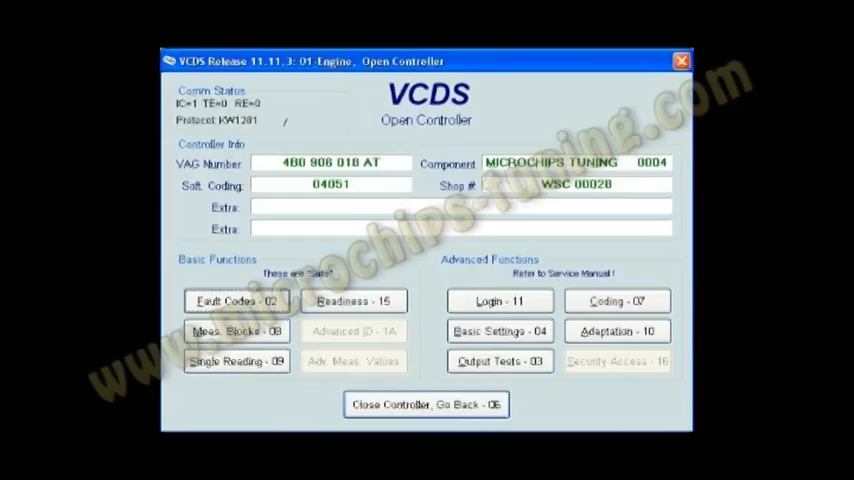 VCDS Release 11.11.3: 01-Engine, Open Controller
Comm Status
IC=1 TE=0 RE=0
Protocol: KW1281 /
VCDS
Open Controller
Controller Info
VAG Number: 4B0 906 018 AT Component: MICROCHIPS TUNING 0004
Soft. Coding: 04051 Shop #: WSC 00028
Extra:
Extra:
Basic Functions Advanced Functions
These are "Safe" Refer to Service Manual!
Fault Codes - 02 Readiness - 15 Login - 11 Coding - 07
Meas. Blocks - 08 Advanced ID - 1A Basic Settings - 04 Adaptation - 10
Single Reading - 09 Adv. Meas. Values Output Tests - 03 Security Access - 16
Close Controller, Go Back - 06
www.microchips-tuning.com